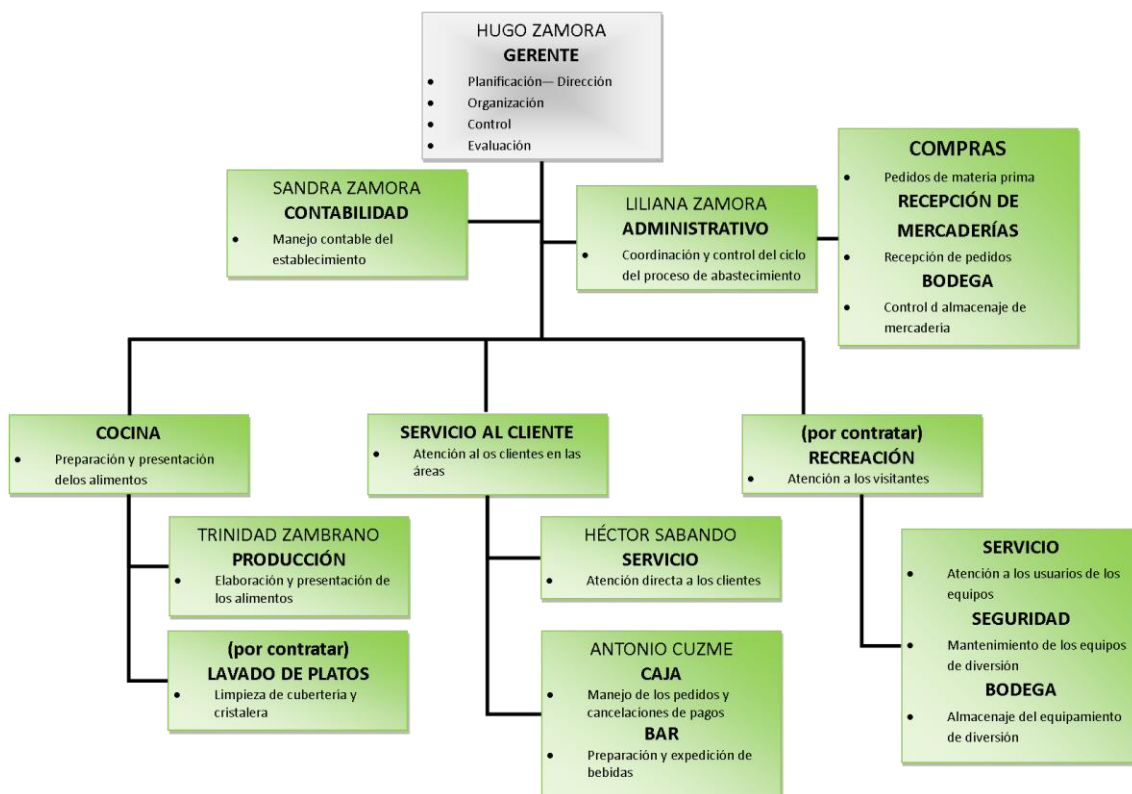 HUGO ZAMORA
GERENTE
• Planificación— Dirección
• Organización
• Control
• Evaluación
SANDRA ZAMORA
CONTABILIDAD
• Manejo contable del
establecimiento
LILIANA ZAMORA
ADMINISTRATIVO
• Coordinación y control del ciclo
del proceso de abastecimiento
COMPRAS
• Pedidos de materia prima
RECEPCIÓN DE
MERCADERÍAS
• Recepción de pedidos
BODEGA
• Control d almacenaje de
mercaderia
COCINA
• Preparación y presentación
delos alimentos
TRINIDAD ZAMBRANO
PRODUCCIÓN
• Elaboración y presentación de
los alimentos
(por contratar)
LAVADO DE PLATOS
• Limpieza de cuberteria y
cristalera
SERVICIO AL CLIENTE
• Atención al os clientes en las
áreas
HÉCTOR SABANDO
SERVICIO
• Atención directa a los clientes
ANTONIO CUZME
CAJA
• Manejo de los pedidos y
cancelaciones de pagos
BAR
• Preparación y expedición de
bebidas
(por contratar)
RECREACIÓN
• Atención a los visitantes
SERVICIO
• Atención a los usuarios de los
equipos
SEGURIDAD
• Mantenimiento de los equipos
de diversión
BODEGA
• Almacenaje del equipamiento
de diversión